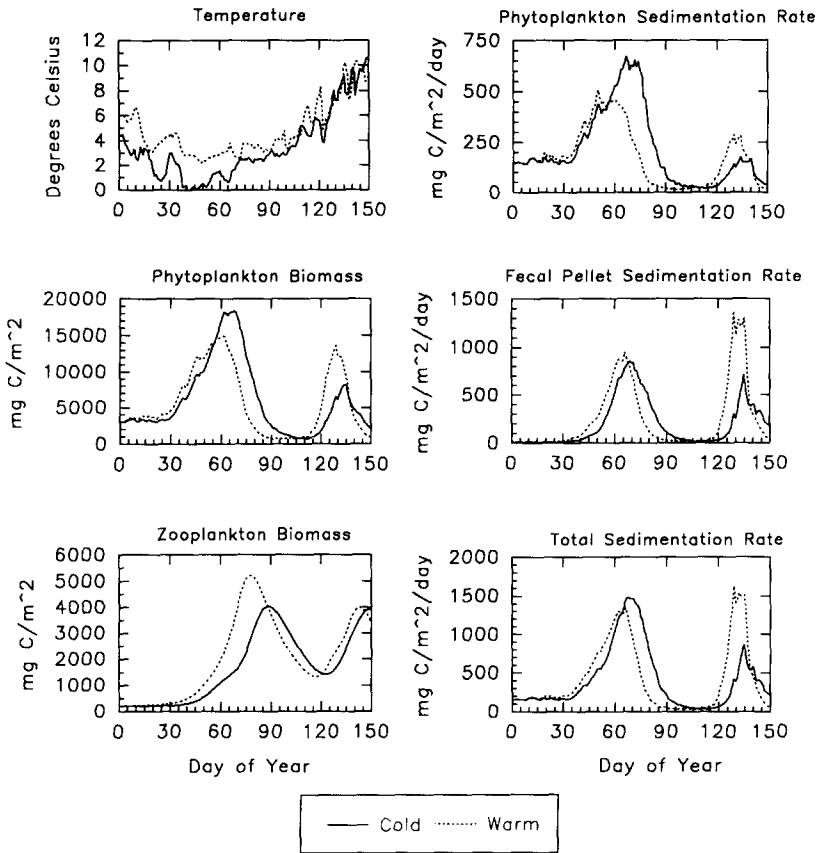 Temperature
Degrees Celsius
12
10
8
6
4
2
0
0 30 60 90 120 150
Phytoplankton Sedimentation Rate
mg C/m^2/day
750
500
250
0
0 30 60 90 120 150
Phytoplankton Biomass
mg C/m^2
20000
15000
10000
5000
0
0 30 60 90 120 150
Fecal Pellet Sedimentation Rate
mg C/m^2/day
1500
1000
500
0
0 30 60 90 120 150
Zooplankton Biomass
mg C/m^2
6000
5000
4000
3000
2000
1000
0
0 30 60 90 120 150
Day of Year
Total Sedimentation Rate
mg C/m^2/day
2000
1500
1000
500
0
0 30 60 90 120 150
Day of Year
Cold Warm